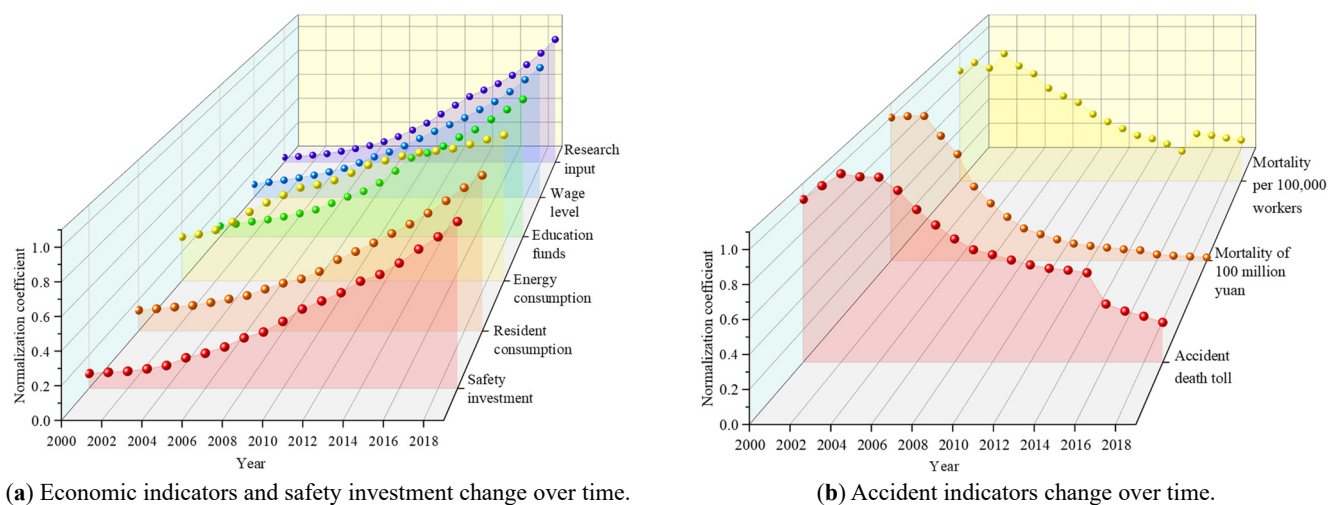 Normalization coefficient
1.0
0.8
0.6
0.4
0.2
0.0
2000 2002 2004 2006 2008 2010 2012 2014 2016 2018
Year
Research
input
Wage
level
Education
funds
Energy
consumption
Resident
consumption
Safety
investment
(a) Economic indicators and safety investment change over time.
Normalization coefficient
1.0
0.8
0.6
0.4
0.2
0.0
2000 2002 2004 2006 2008 2010 2012 2014 2016 2018
Year
Mortality
per 100,000
workers
Mortality of
100 million
yuan
Accident
death toll
(b) Accident indicators change over time.